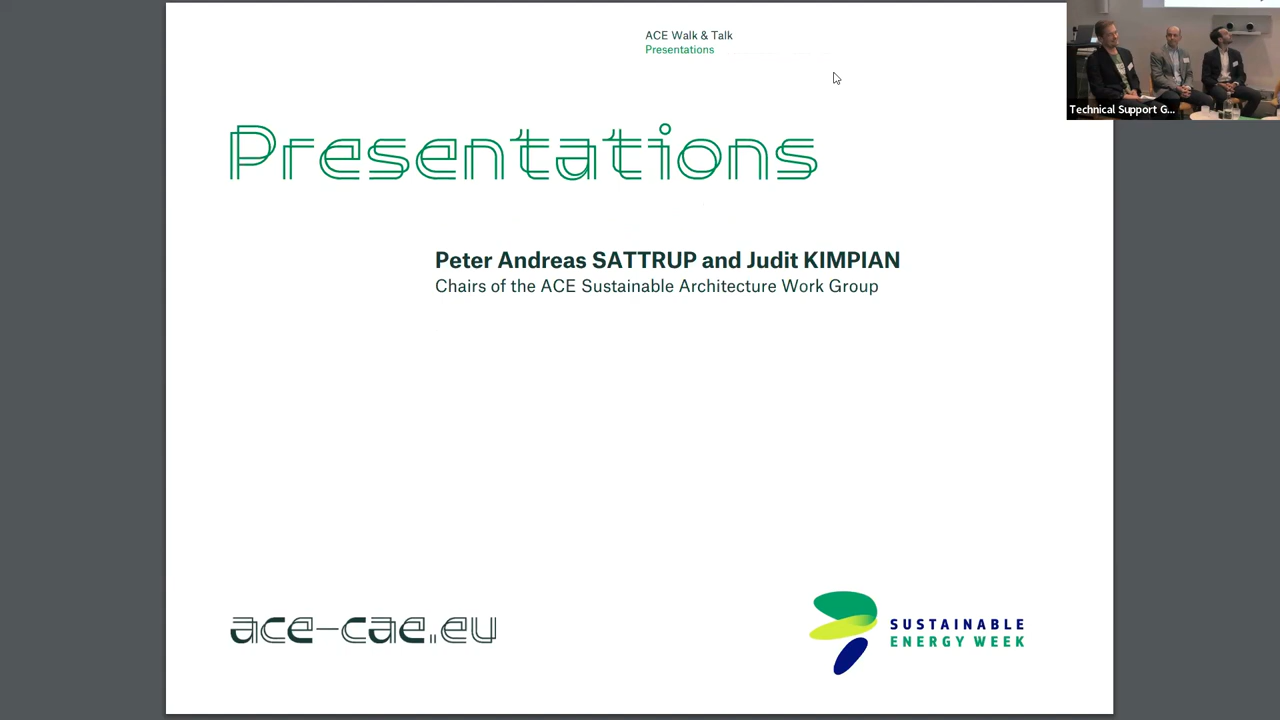 ACE Walk & Talk
Presentations
Technical Support G...
Presentations
Peter Andreas SATTRUP and Judit KIMPIAN
Chairs of the ACE Sustainable Architecture Work Group
ace-cae.eu
SUSTAINABLE
ENERGY WEEK